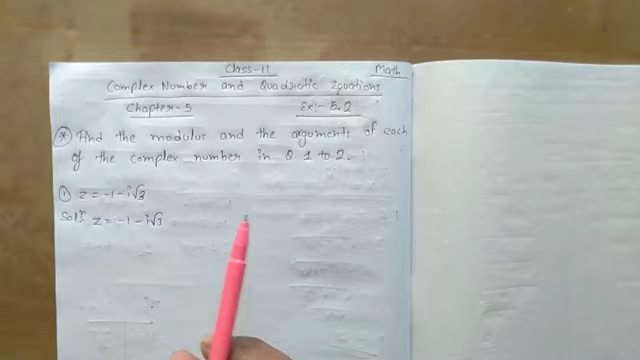 Class-11 Math
Complex Number and Quadratic Equations
Chapter-5 Ex:- 5.2
* Find the modulus and the arguments of each
of the complex number in Q. 1 to 2.
① z = -1 - i√3
Solⁿ: z = -1 - i√3